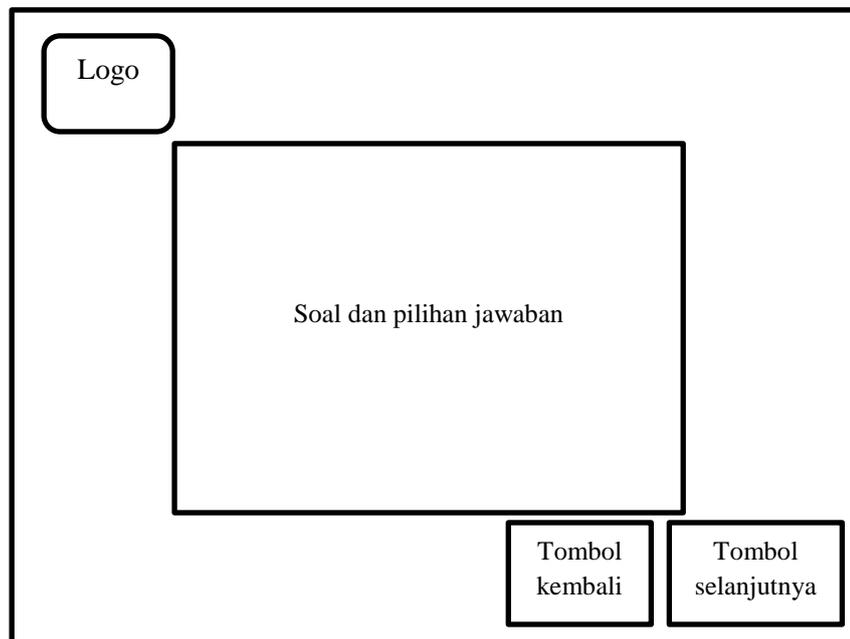 Logo
Soal dan pilihan jawaban
Tombol
kembali
Tombol
selanjutnya